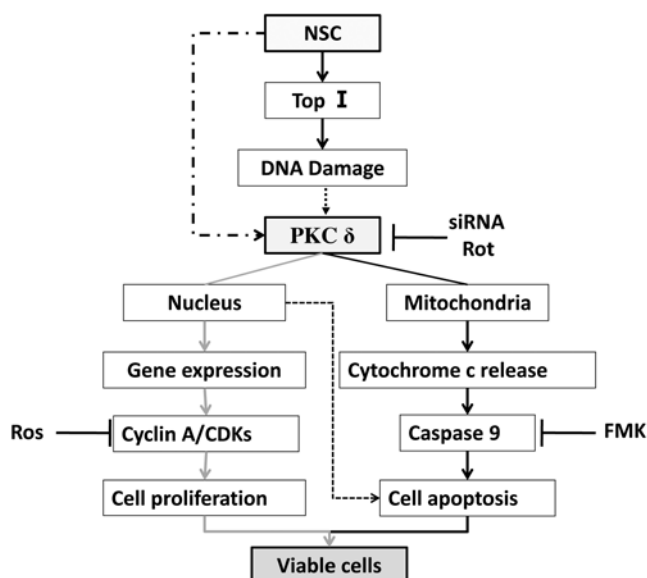 NSC
Top I
DNA Damage
PKC δ
siRNA
Rot
Nucleus
Mitochondria
Gene expression
Cytochrome c release
Ros
Cyclin A/CDKs
Caspase 9
FMK
Cell proliferation
Cell apoptosis
Viable cells